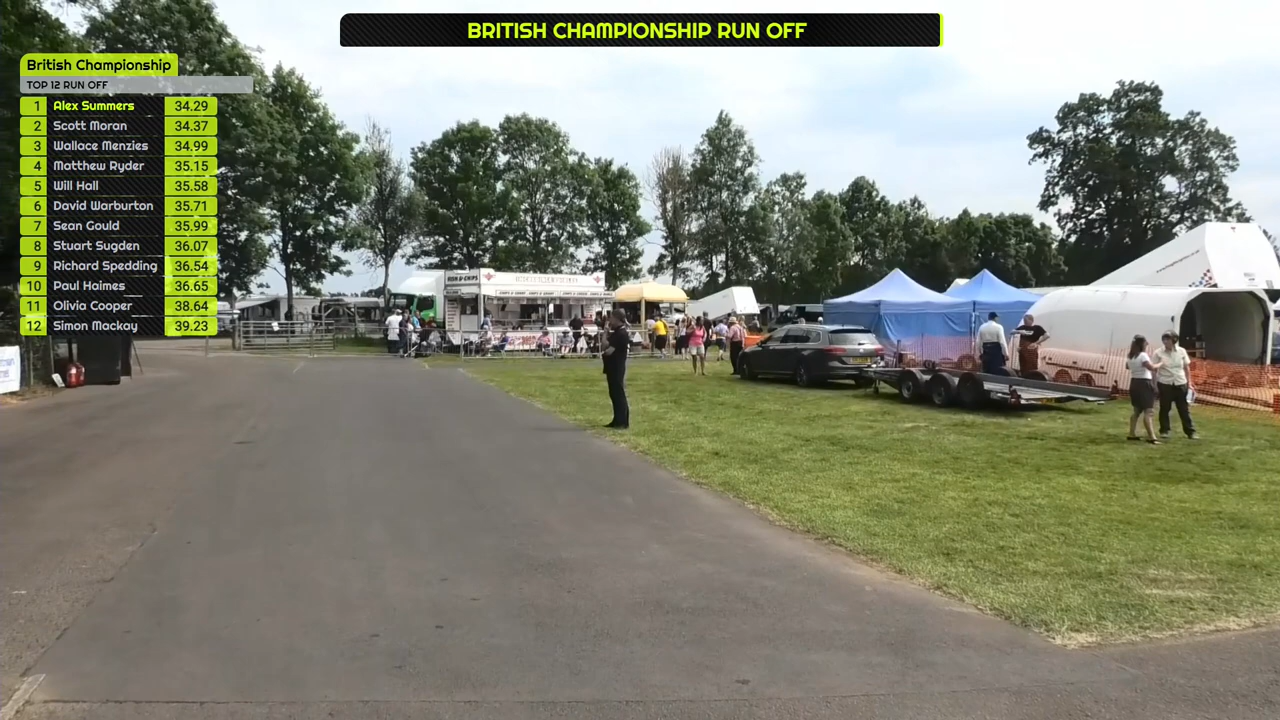 BRITISH CHAMPIONSHIP RUN OFF
British Championship
TOP 12 RUN OFF
1 Alex Summers 34.29
2 Scott Moran 34.37
3 Wallace Menzies 34.99
4 Matthew Ryder 35.15
5 Will Hall 35.58
6 David Warburton 35.71
7 Sean Gould 35.99
8 Stuart Sugden 36.07
9 Richard Spedding 36.54
10 Paul Haimes 36.65
11 Olivia Cooper 38.64
12 Simon Mackay 39.23
FISH & CHIPS